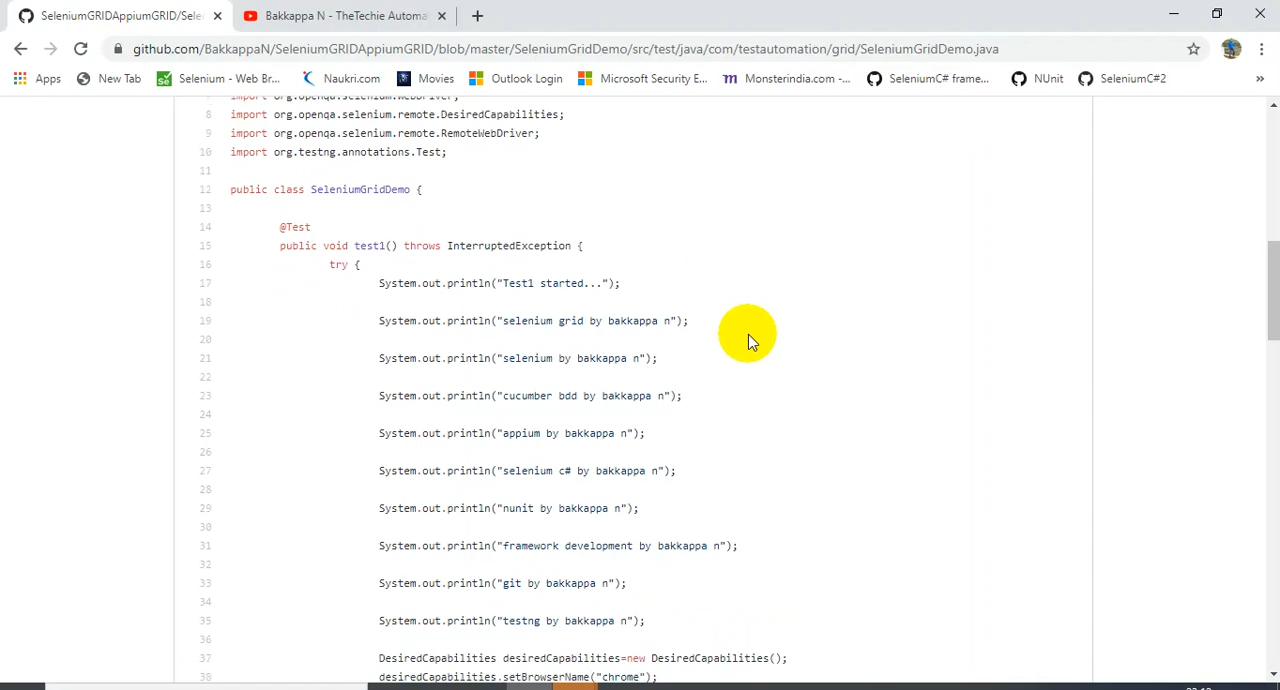 SeleniumGRIDAppiumGRID/Sele
Bakkappa N - TheTechie Automa
github.com/BakkappaN/SeleniumGRIDAppiumGRID/blob/master/SeleniumGridDemo/src/test/java/com/testautomation/grid/SeleniumGridDemo.java
Apps New Tab Selenium - Web Br... Naukri.com Movies Outlook Login Microsoft Security E... Monsterindia.com -... SeleniumC# frame... NUnit SeleniumC#2 »
import org.openqa.selenium.WebDriver;
8 import org.openqa.selenium.remote.DesiredCapabilities;
9 import org.openqa.selenium.remote.RemoteWebDriver;
10 import org.testng.annotations.Test;
11
12 public class SeleniumGridDemo {
13
14 @Test
15 public void test1() throws InterruptedException {
16 try {
17 System.out.println("Test1 started...");
18
19 System.out.println("selenium grid by bakkappa n");
20
21 System.out.println("selenium by bakkappa n");
22
23 System.out.println("cucumber bdd by bakkappa n");
24
25 System.out.println("appium by bakkappa n");
26
27 System.out.println("selenium c# by bakkappa n");
28
29 System.out.println("nunit by bakkappa n");
30
31 System.out.println("framework development by bakkappa n");
32
33 System.out.println("git by bakkappa n");
34
35 System.out.println("testng by bakkappa n");
36
37 DesiredCapabilities desiredCapabilities=new DesiredCapabilities();
38 desiredCapabilities.setBrowserName("chrome");